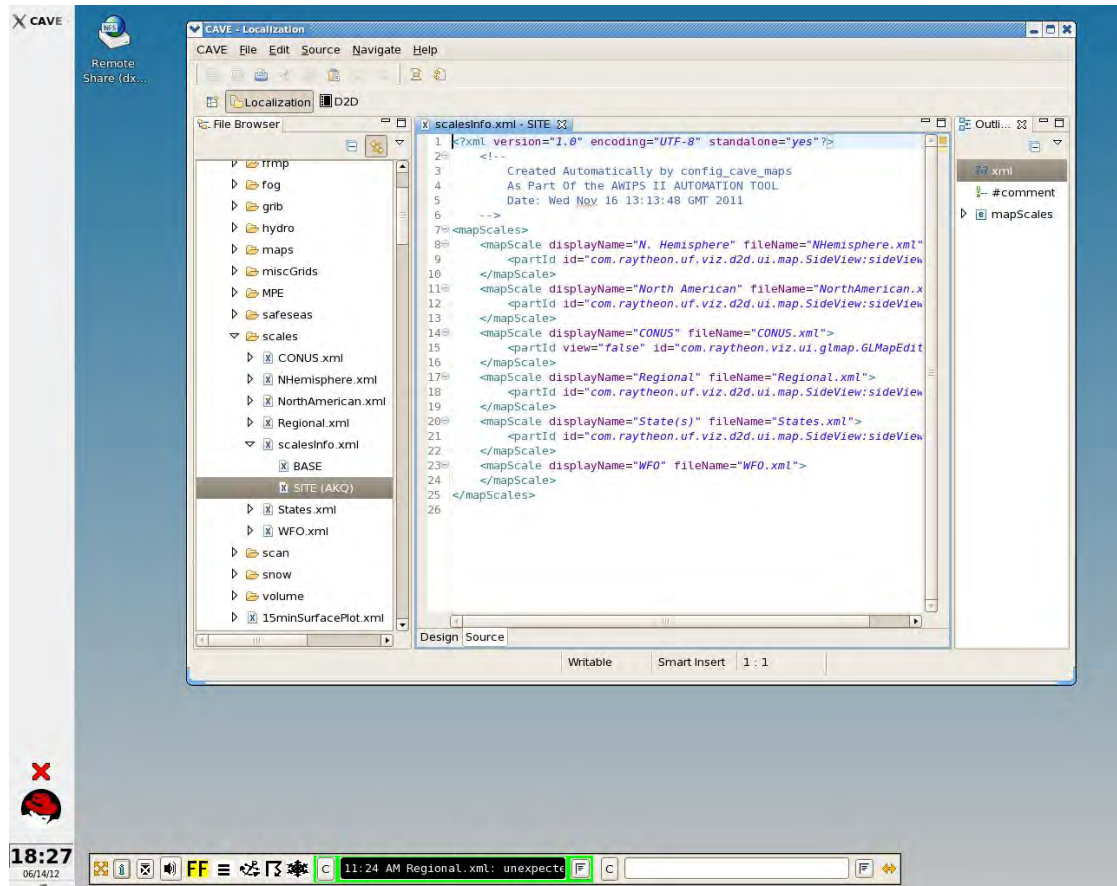 CAVE
NFS
Remote
Share (dx...
CAVE - Localization
CAVE File Edit Source Navigate Help
Localization D2D
File Browser
scalesInfo.xml - SITE
Outli...
ffmp
fog
grib
hydro
maps
miscGrids
MPE
safeseas
scales
CONUS.xml
NHemisphere.xml
NorthAmerican.xml
Regional.xml
scalesInfo.xml
BASE
SITE (AKQ)
States.xml
WFO.xml
scan
snow
volume
15minSurfacePlot.xml
1 <?xml version="1.0" encoding="UTF-8" standalone="yes"?>
2 <!--
3 Created Automatically by config_cave_maps
4 As Part Of the AWIPS II AUTOMATION TOOL
5 Date: Wed Nov 16 13:13:48 GMT 2011
6 -->
7 <mapScales>
8 <mapScale displayName="N. Hemisphere" fileName="NHemisphere.xml"
9 <partId id="com.raytheon.uf.viz.d2d.ui.map.SideView:sideView
10 </mapScale>
11 <mapScale displayName="North American" fileName="NorthAmerican.x
12 <partId id="com.raytheon.uf.viz.d2d.ui.map.SideView:sideView
13 </mapScale>
14 <mapScale displayName="CONUS" fileName="CONUS.xml">
15 <partId view="false" id="com.raytheon.viz.ui.glmap.GLMapEdit
16 </mapScale>
17 <mapScale displayName="Regional" fileName="Regional.xml">
18 <partId id="com.raytheon.uf.viz.d2d.ui.map.SideView:sideView
19 </mapScale>
20 <mapScale displayName="State(s)" fileName="States.xml">
21 <partId id="com.raytheon.uf.viz.d2d.ui.map.SideView:sideView
22 </mapScale>
23 <mapScale displayName="WFO" fileName="WFO.xml">
24 </mapScale>
25 </mapScales>
26
xml
#comment
mapScales
Design Source
Writable Smart Insert 1 : 1
18:27
06/14/12
FF
C
11:24 AM Regional.xml: unexpecte
F
C
F